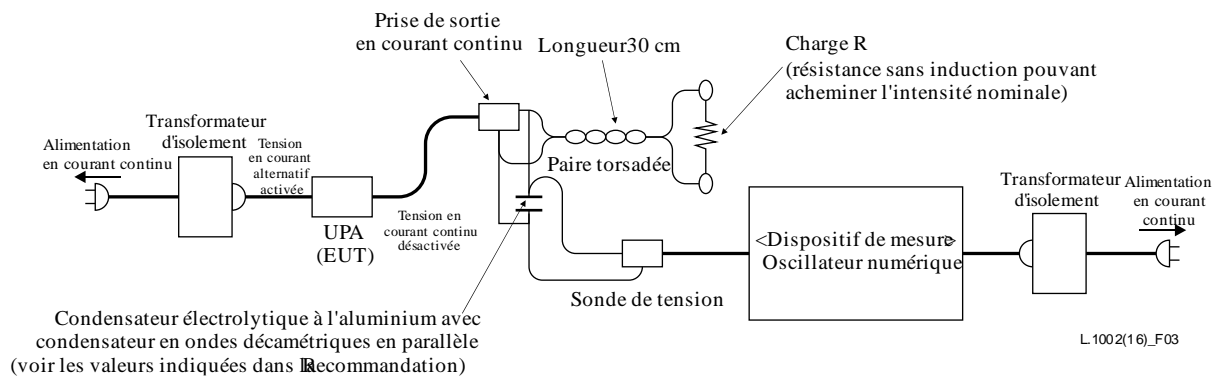 Prise de sortie
en courant continu
Longueur30 cm
Charge R
(résistance sans induction pouvant
acheminer l'intensité nominale)
Transformateur
d'isolement
Alimentation
en courant continu
Tension
en courant
alternatif
activée
UPA
(EUT)
Tension en
courant continu
désactivée
Paire torsadée
Transformateur
d'isolement
Alimentation
en courant
continu
<Dispositif de mesure>
Oscillateur numérique
Sonde de tension
Condensateur électrolytique à l'aluminium avec
condensateur en ondes décamétriques en parallèle
(voir les valeurs indiquées dans Recommandation)
L.1002(16)_F03